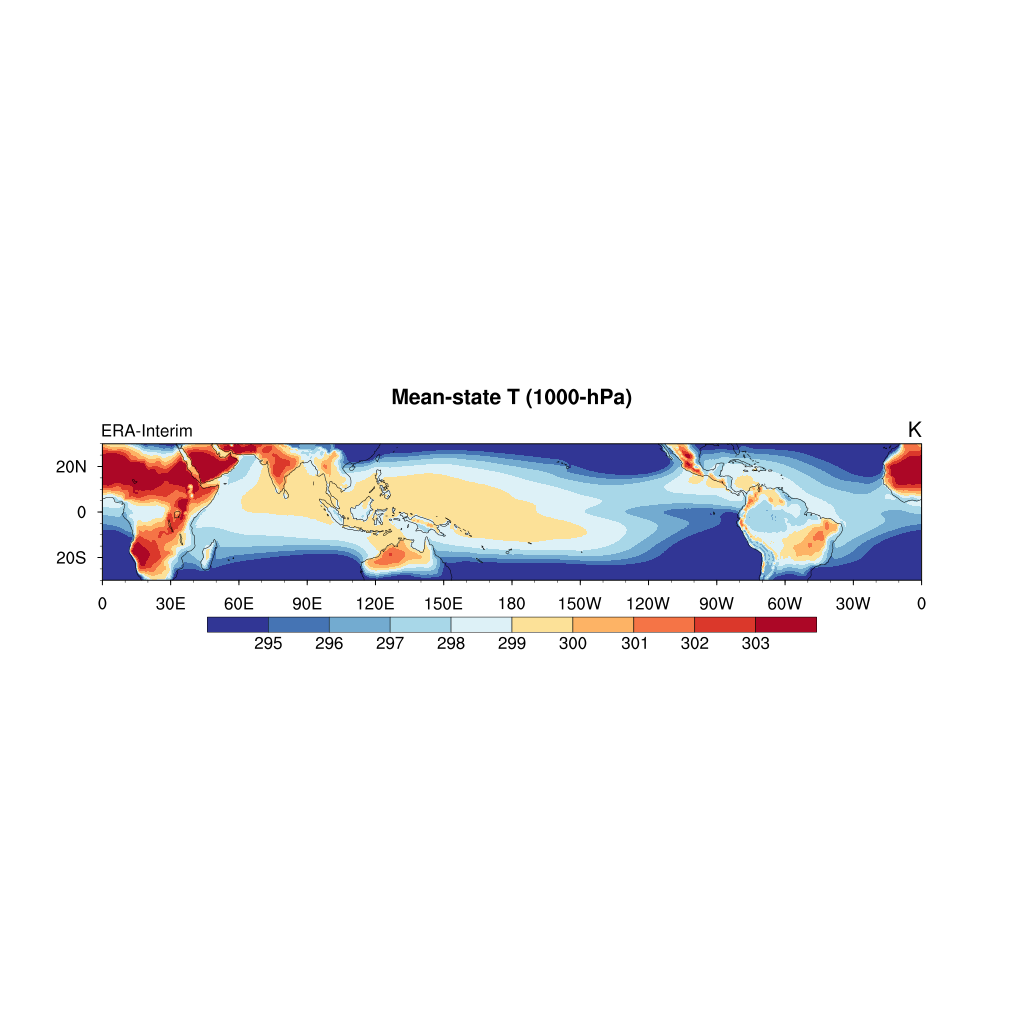 Mean-state T (1000-hPa)
ERA-Interim K
20N
0
20S
0 30E 60E 90E 120E 150E 180 150W 120W 90W 60W 30W 0
295 296 297 298 299 300 301 302 303